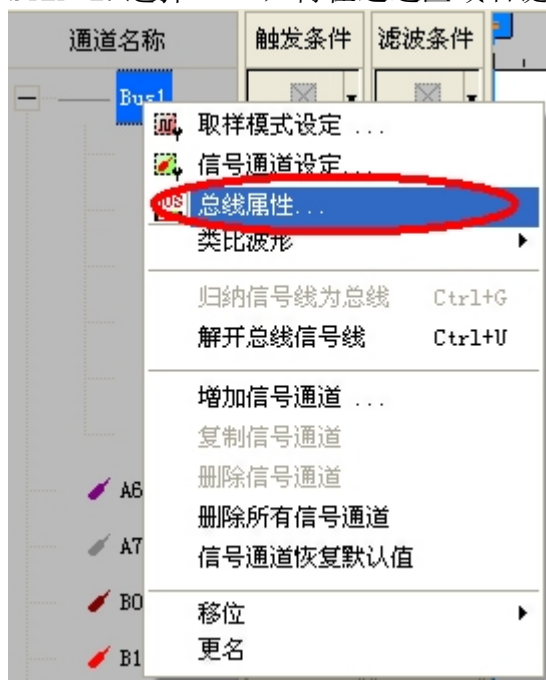 通道名称 触发条件 滤波条件
Bus1
取样模式设定 ...
信号通道设定...
总线属性...
类比波形
归纳信号线为总线 Ctrl+G
解开总线信号线 Ctrl+U
增加信号通道 ...
复制信号通道
删除信号通道
A6
删除所有信号通道
A7
信号通道恢复默认值
B0
移位
更名
B1